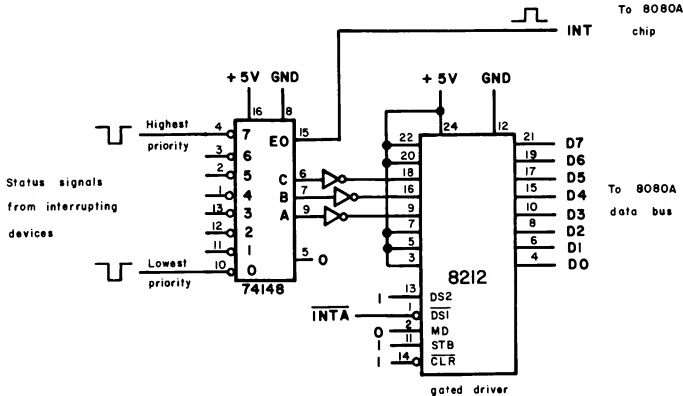 To 8080A
chip
INT
+5V GND
16 8
Highest
priority
4 7
3 6
2 5
1 4
13 3
12 2
11 1
10 0
Lowest
priority
EO 15
C 6
B 7
A 9
5 0
74148
Status signals
from interrupting
devices
+5V GND
24 12
22
20
18
16
9
7
5
3
21 D7
19 D6
17 D5
15 D4
10 D3
8 D2
6 D1
4 D0
To 8080A
data bus
8212
1 13 DS2
INTA 1 DS1
0 2 MD
1 11 STB
1 14 CLR
gated driver